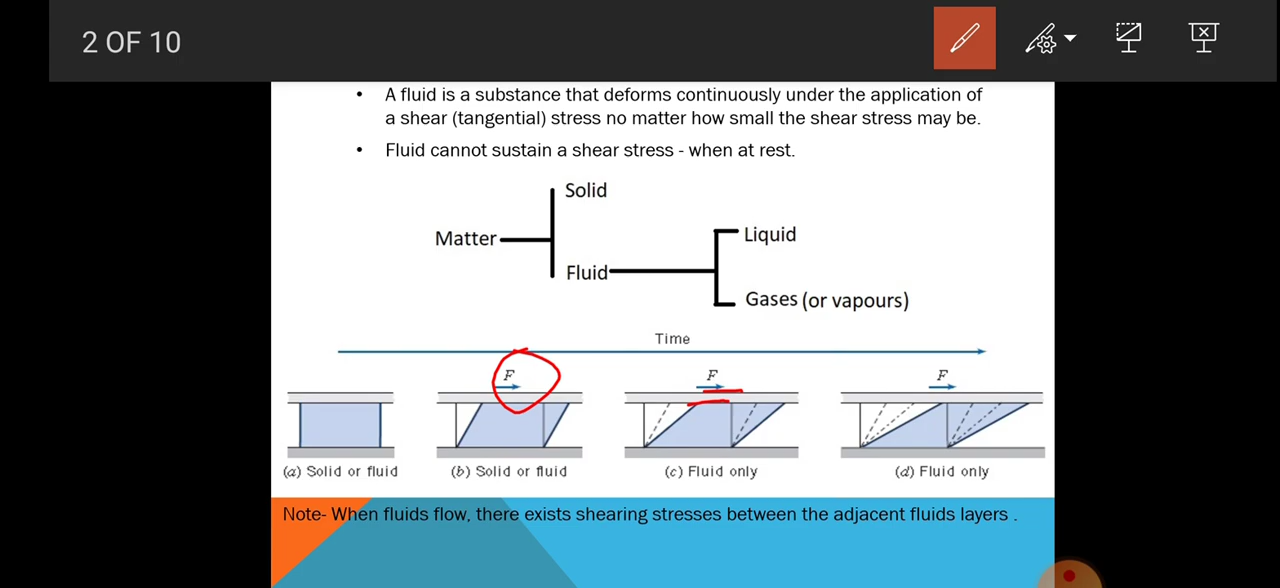 2 OF 10
• A fluid is a substance that deforms continuously under the application of
a shear (tangential) stress no matter how small the shear stress may be.
• Fluid cannot sustain a shear stress - when at rest.
Solid
Matter
Liquid
Fluid
Gases (or vapours)
Time
F F F
(a) Solid or fluid (b) Solid or fluid (c) Fluid only (d) Fluid only
Note- When fluids flow, there exists shearing stresses between the adjacent fluids layers .